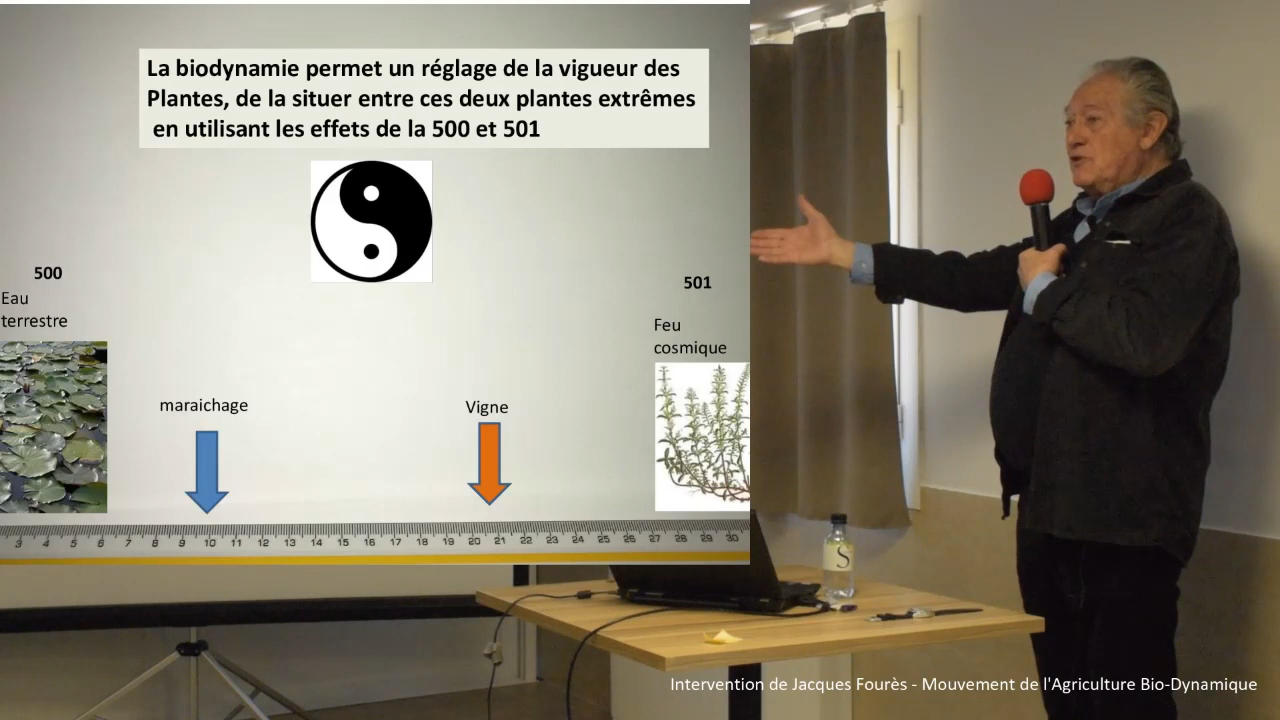 La biodynamie permet un réglage de la vigueur des
Plantes, de la situer entre ces deux plantes extrêmes
en utilisant les effets de la 500 et 501
500
501
Eau
terrestre
Feu
cosmique
maraichage
Vigne
3 4 5 6 7 8 9 10 11 12 13 14 15 16 17 18 19 20 21 22 23 24 25 26 27 28 29 30
S
Intervention de Jacques Fourès - Mouvement de l'Agriculture Bio-Dynamique